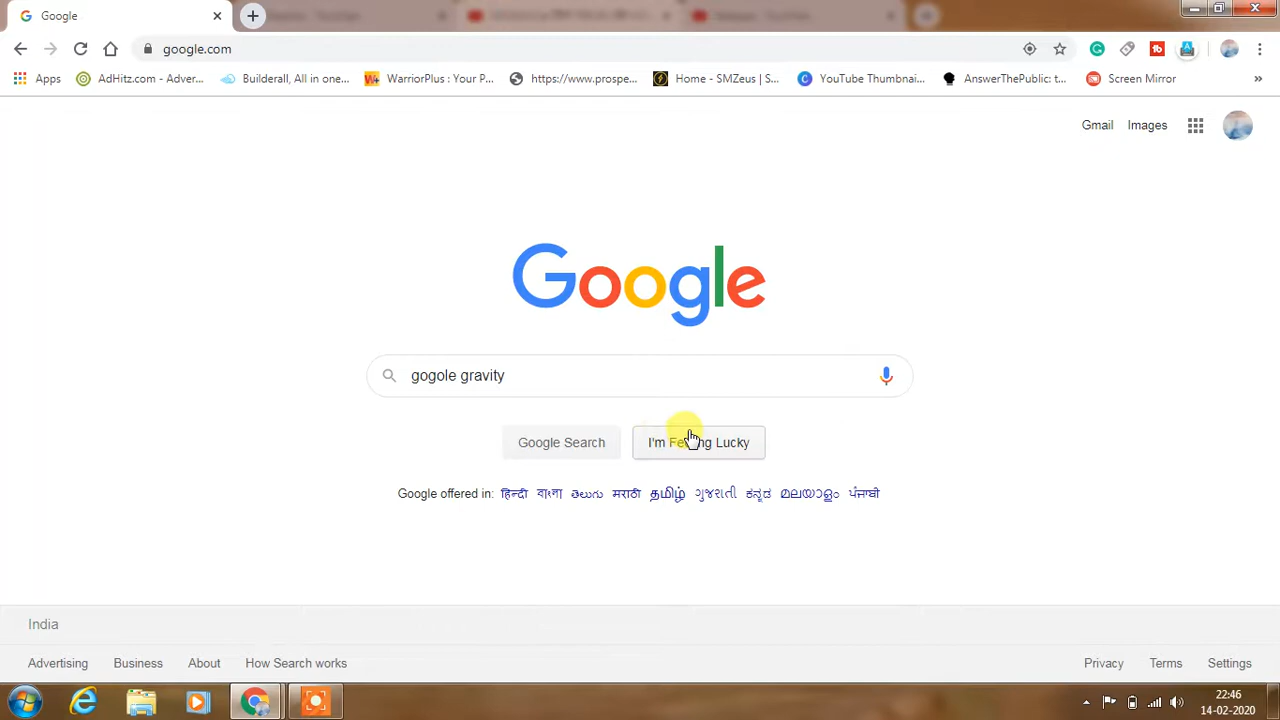 Google
google.com
Apps AdHitz.com - Adver... Builderall, All in one... WarriorPlus : Your P... https://www.prospe... Home - SMZeus | S... YouTube Thumbnai... AnswerThePublic: t... Screen Mirror »
Gmail Images
Google
gogole gravity
Google Search I'm Feeling Lucky
Google offered in: हिन्दी বাংলা తెలుగు मराठी தமிழ் ગુજરાતી ಕನ್ನಡ മലയാളം ਪੰਜਾਬੀ
India
Advertising Business About How Search works Privacy Terms Settings
22:46
14-02-2020